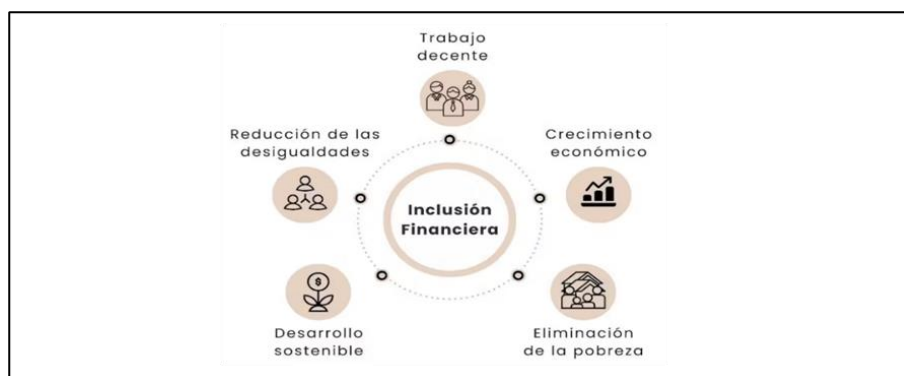 Trabajo
decente
Reducción de las
desigualdades
Crecimiento
económico
Inclusión
Financiera
$
Desarrollo
sostenible
Eliminación
de la pobreza